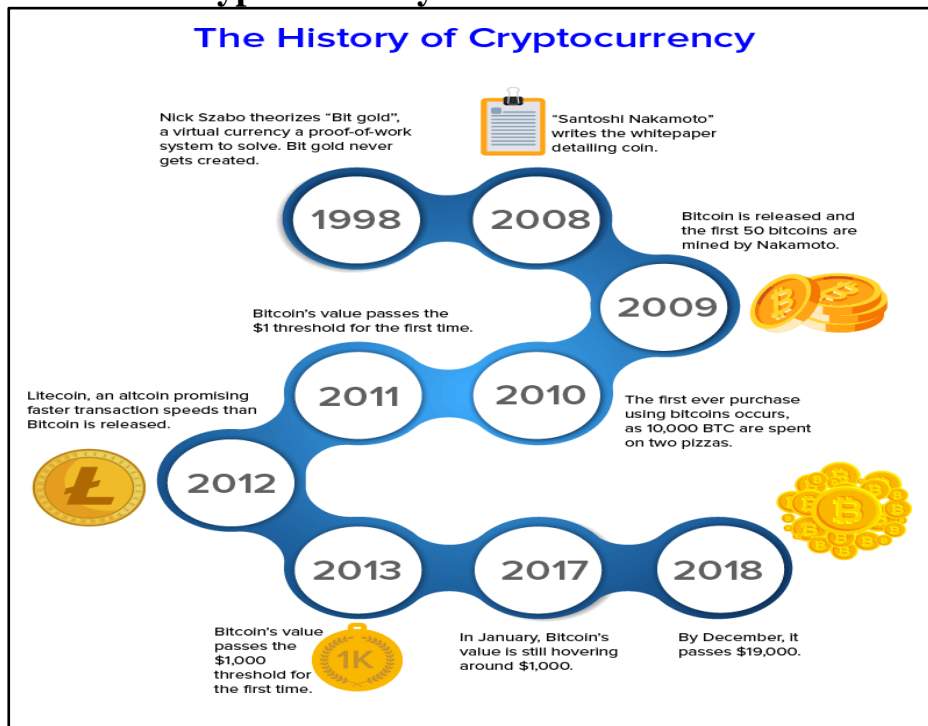 The History of Cryptocurrency
Nick Szabo theorizes “Bit gold”,
a virtual currency a proof-of-work
system to solve. Bit gold never
gets created.
“Santoshi Nakamoto”
writes the whitepaper
detailing coin.
1998
2008
Bitcoin is released and
the first 50 bitcoins are
mined by Nakamoto.
2009
Bitcoin’s value passes the
$1 threshold for the first time.
2011
2010
The first ever purchase
using bitcoins occurs,
as 10,000 BTC are spent
on two pizzas.
Litecoin, an altcoin promising
faster transaction speeds than
Bitcoin is released.
2012
2013
2017
2018
Bitcoin’s value
passes the
$1,000
threshold for
the first time.
1K
In January, Bitcoin’s
value is still hovering
around $1,000.
By December, it
passes $19,000.